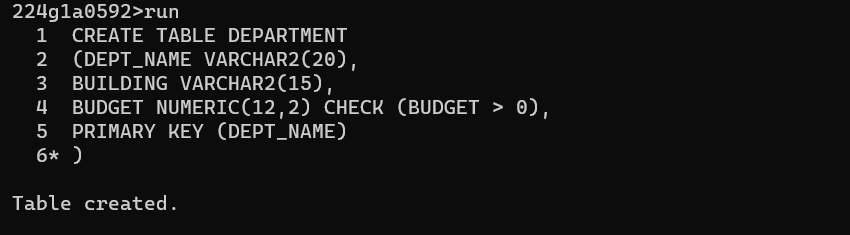 224g1a0592>run
  1  CREATE TABLE DEPARTMENT
  2  (DEPT_NAME VARCHAR2(20),
  3  BUILDING VARCHAR2(15),
  4  BUDGET NUMERIC(12,2) CHECK (BUDGET > 0),
  5  PRIMARY KEY (DEPT_NAME)
  6* )
Table created.